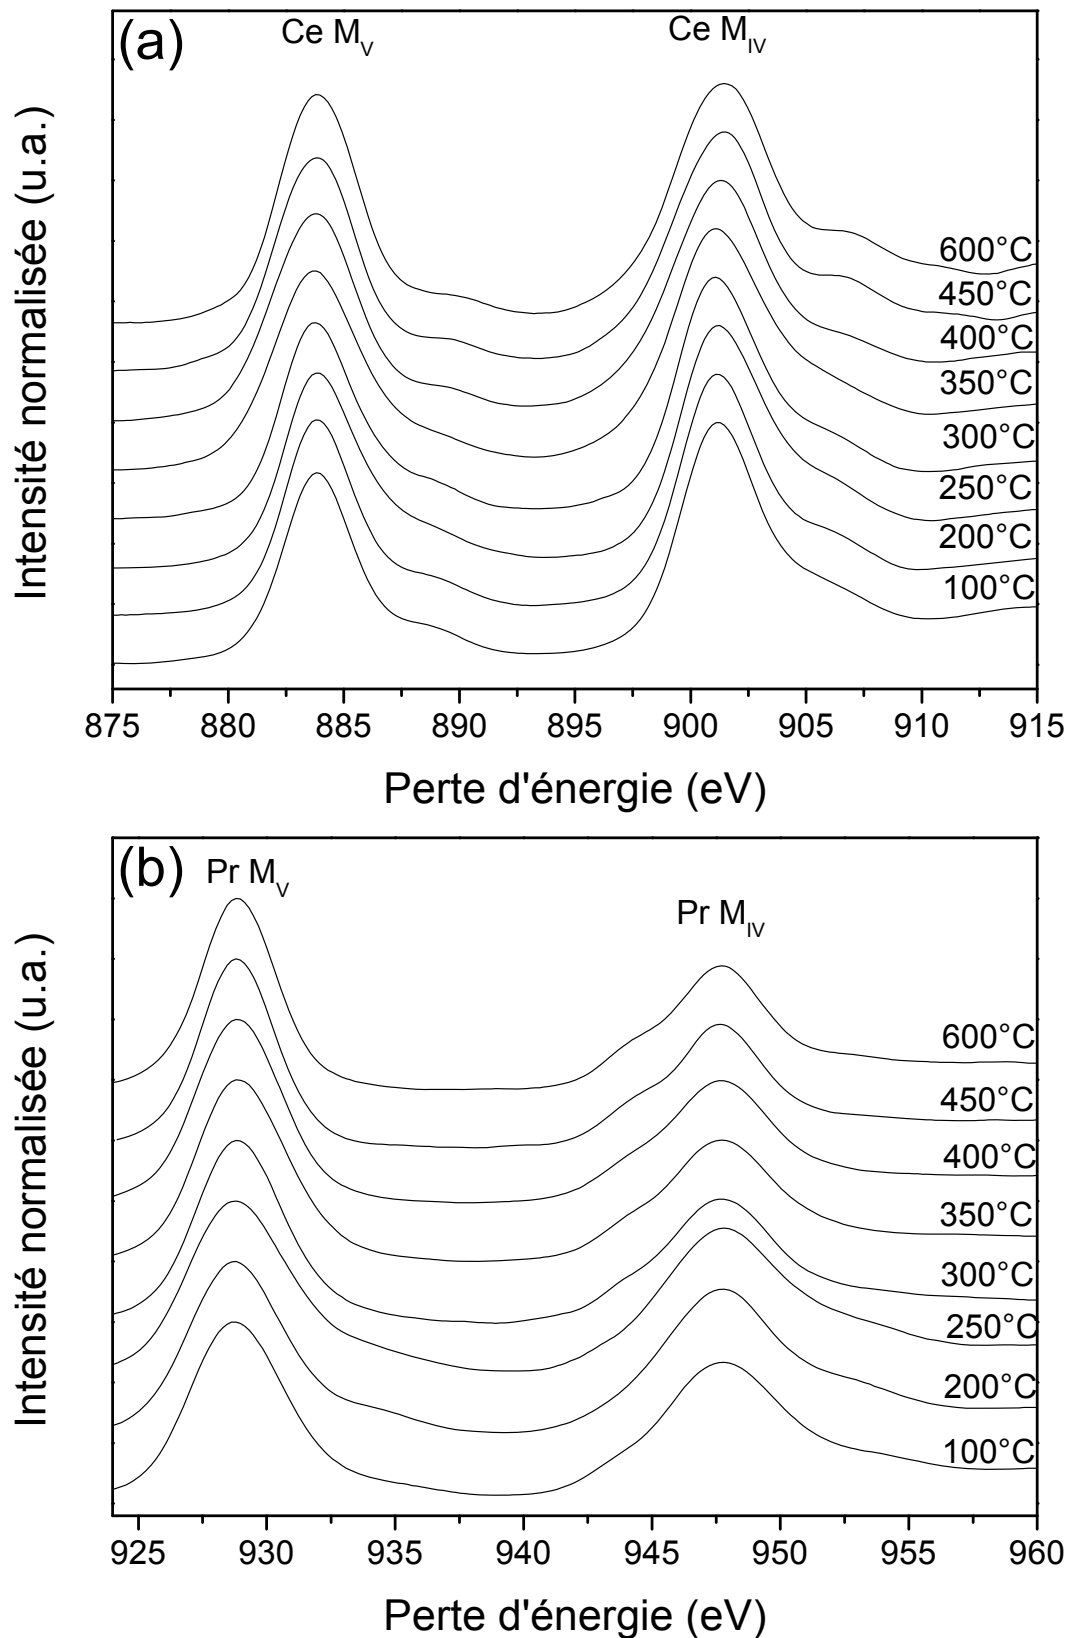 (a)
Ce M_V
Ce M_IV
Intensité normalisée (u.a.)
600°C
450°C
400°C
350°C
300°C
250°C
200°C
100°C
875 880 885 890 895 900 905 910 915
Perte d'énergie (eV)
(b)
Pr M_V
Pr M_IV
Intensité normalisée (u.a.)
600°C
450°C
400°C
350°C
300°C
250°C
200°C
100°C
925 930 935 940 945 950 955 960
Perte d'énergie (eV)